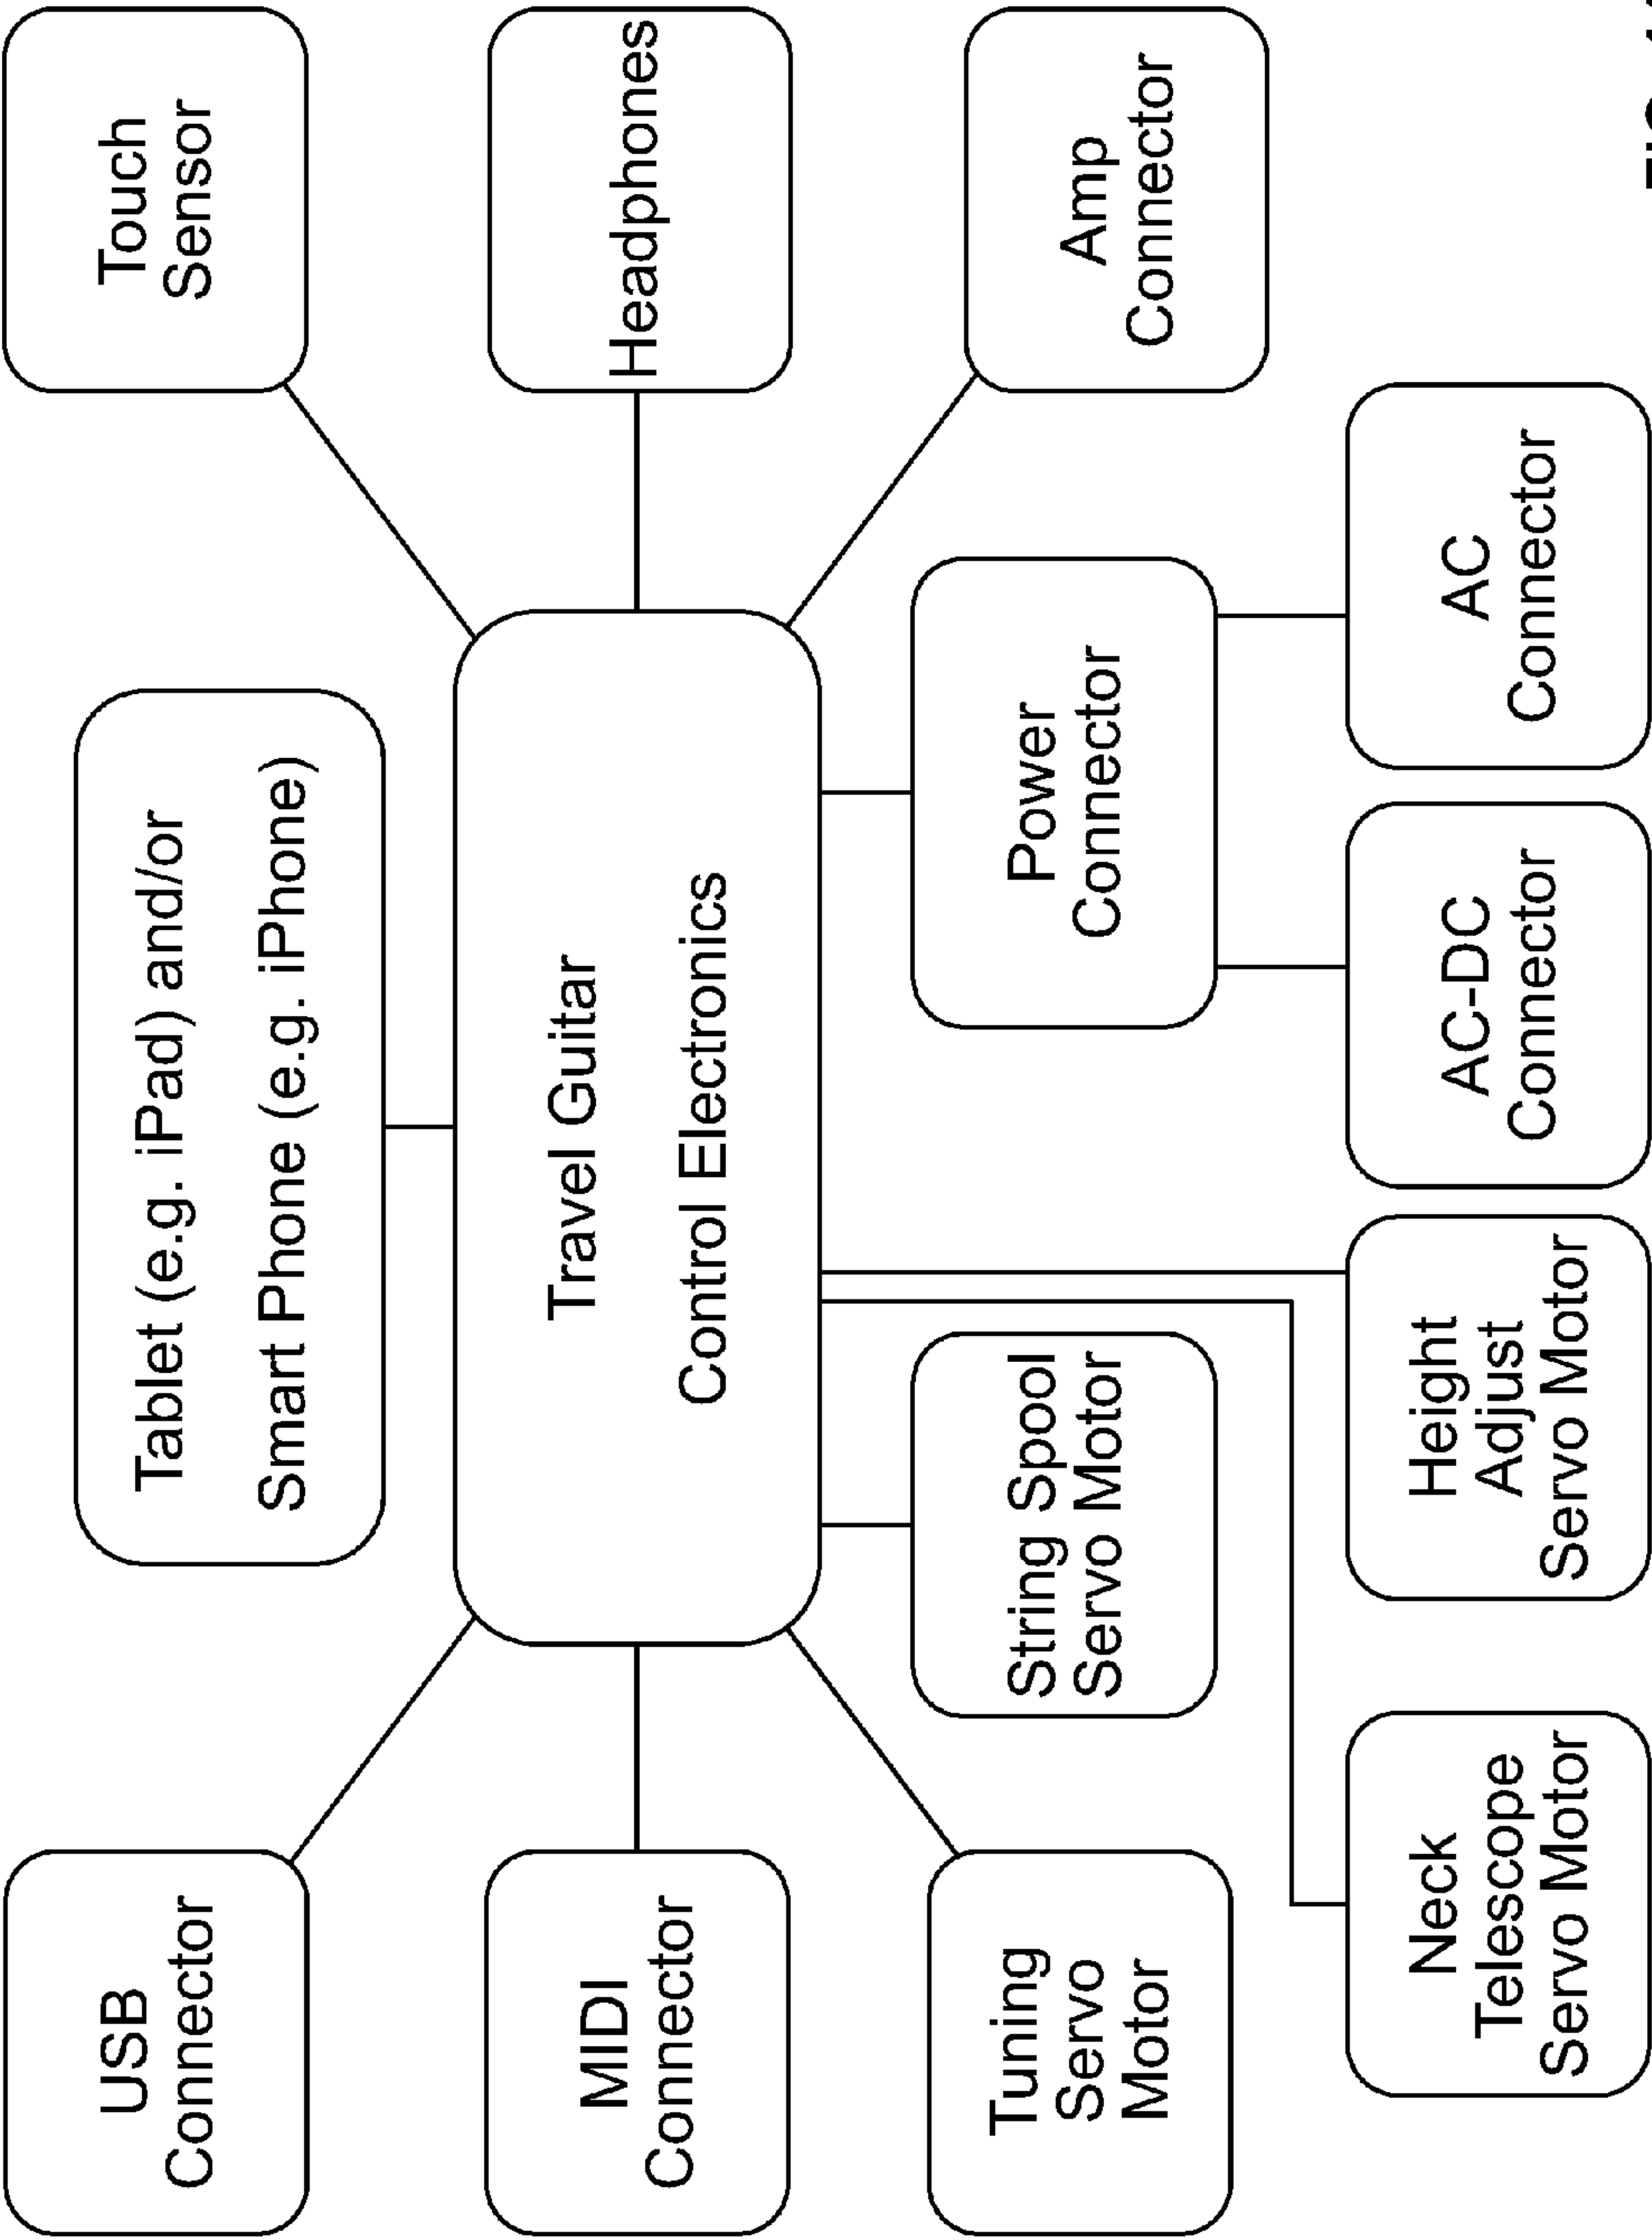 Tablet (e.g. iPad) and/or
Smart Phone (e.g. iPhone)
USB
Connector
Touch
Sensor
Travel Guitar
Control Electronics
MIDI
Connector
Headphones
Tuning
Servo
Motor
String Spool
Servo Motor
Power
Connector
Amp
Connector
Neck
Telescope
Servo Motor
Height
Adjust
Servo Motor
AC-DC
Connector
AC
Connector